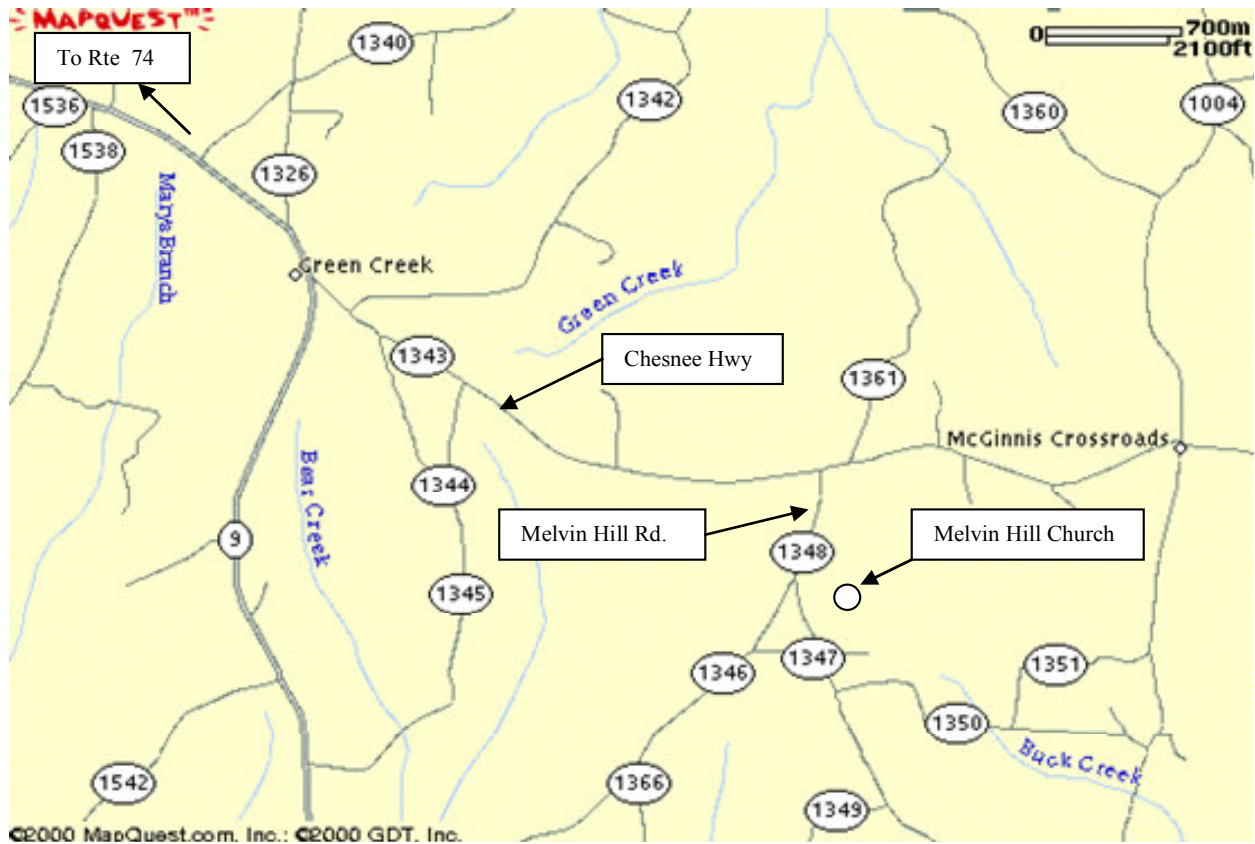 MAPQUEST™
0 700m
2100ft
To Rte 74
1340
1536
1342
1360
1004
1538
1326
Marys Branch
Green Creek
Green Creek
1343
Chesnee Hwy
1361
McGinnis Crossroads
Bear Creek
1344
9
Melvin Hill Rd.
Melvin Hill Church
1348
1345
1346
1347
1351
1350
Buck Creek
1542
1366
1349
©2000 MapQuest.com, Inc.; ©2000 GDT, Inc.